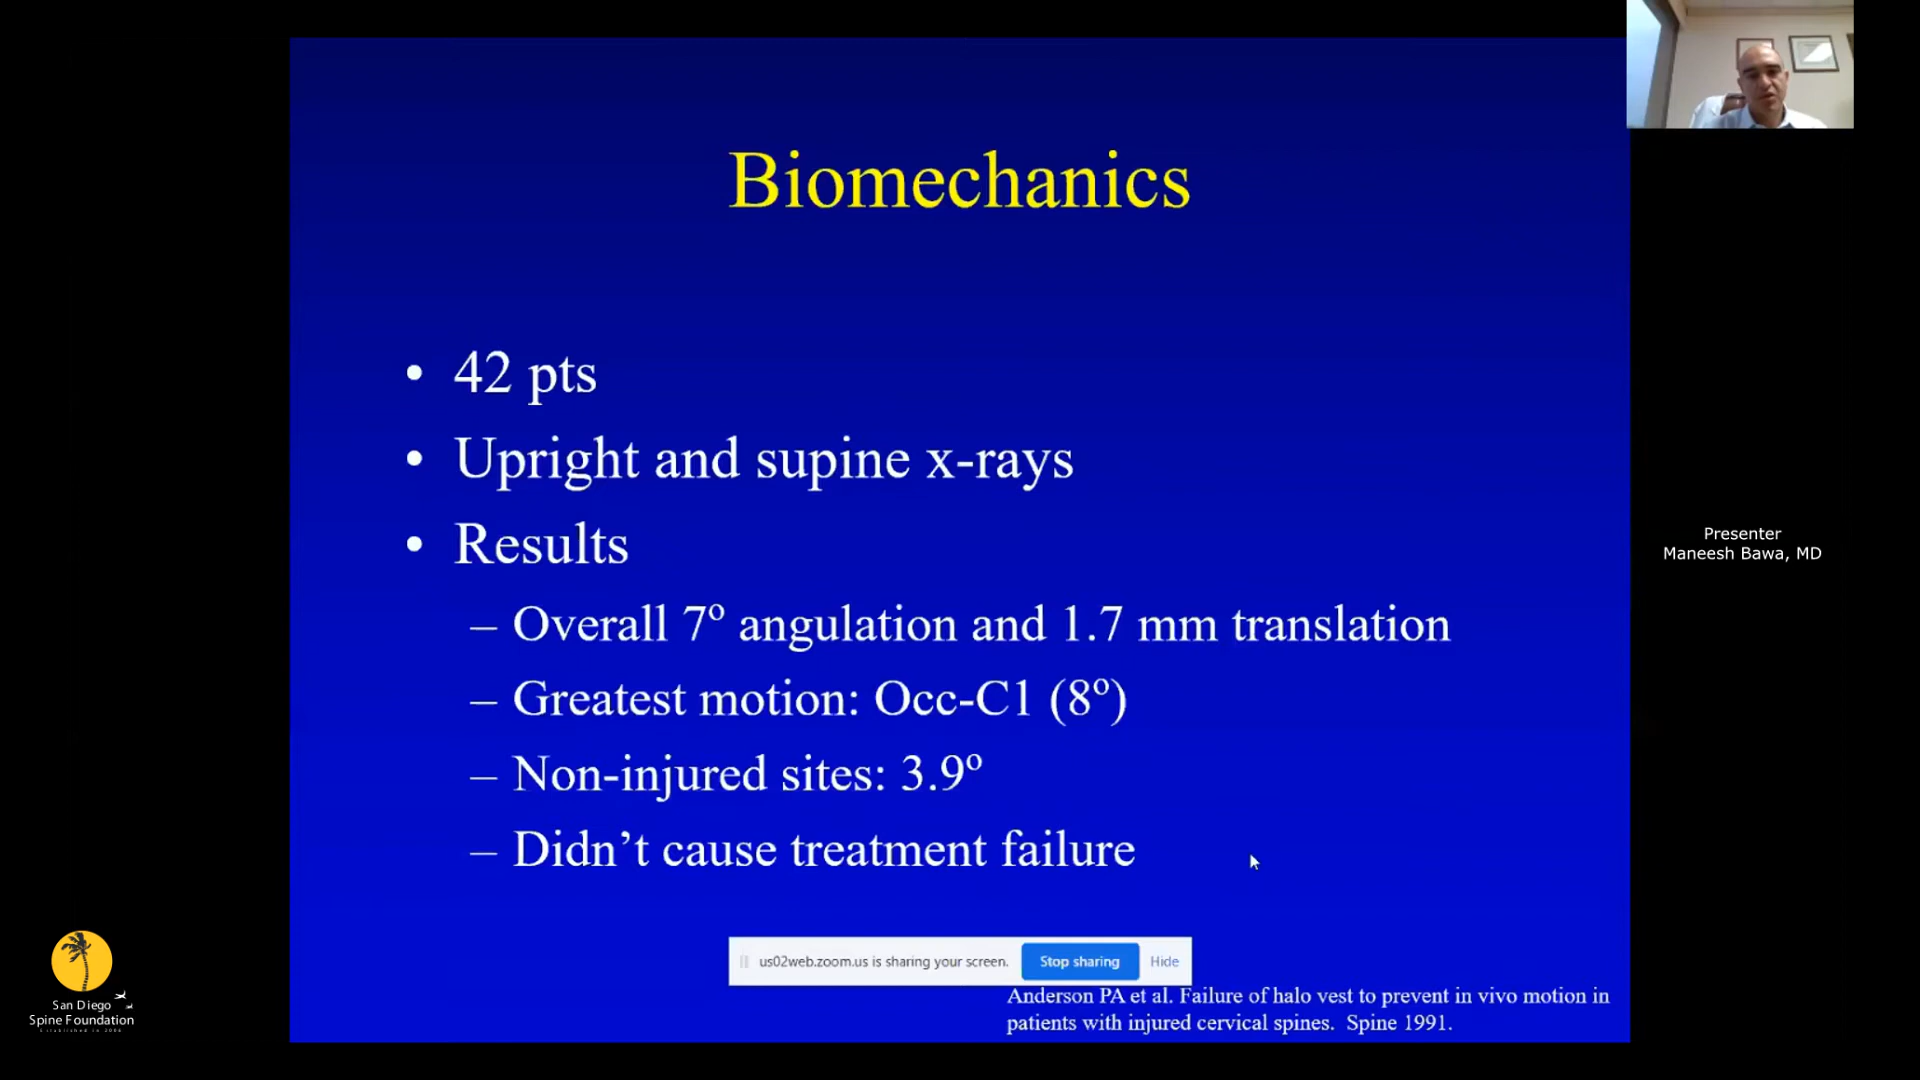 Biomechanics
• 42 pts
• Upright and supine x-rays
• Results
– Overall 7º angulation and 1.7 mm translation
– Greatest motion: Occ-C1 (8º)
– Non-injured sites: 3.9º
– Didn’t cause treatment failure
us02web.zoom.us is sharing your screen. Stop sharing Hide
Anderson PA et al. Failure of halo vest to prevent in vivo motion in
patients with injured cervical spines. Spine 1991.
Presenter
Maneesh Bawa, MD
San Diego
Spine Foundation